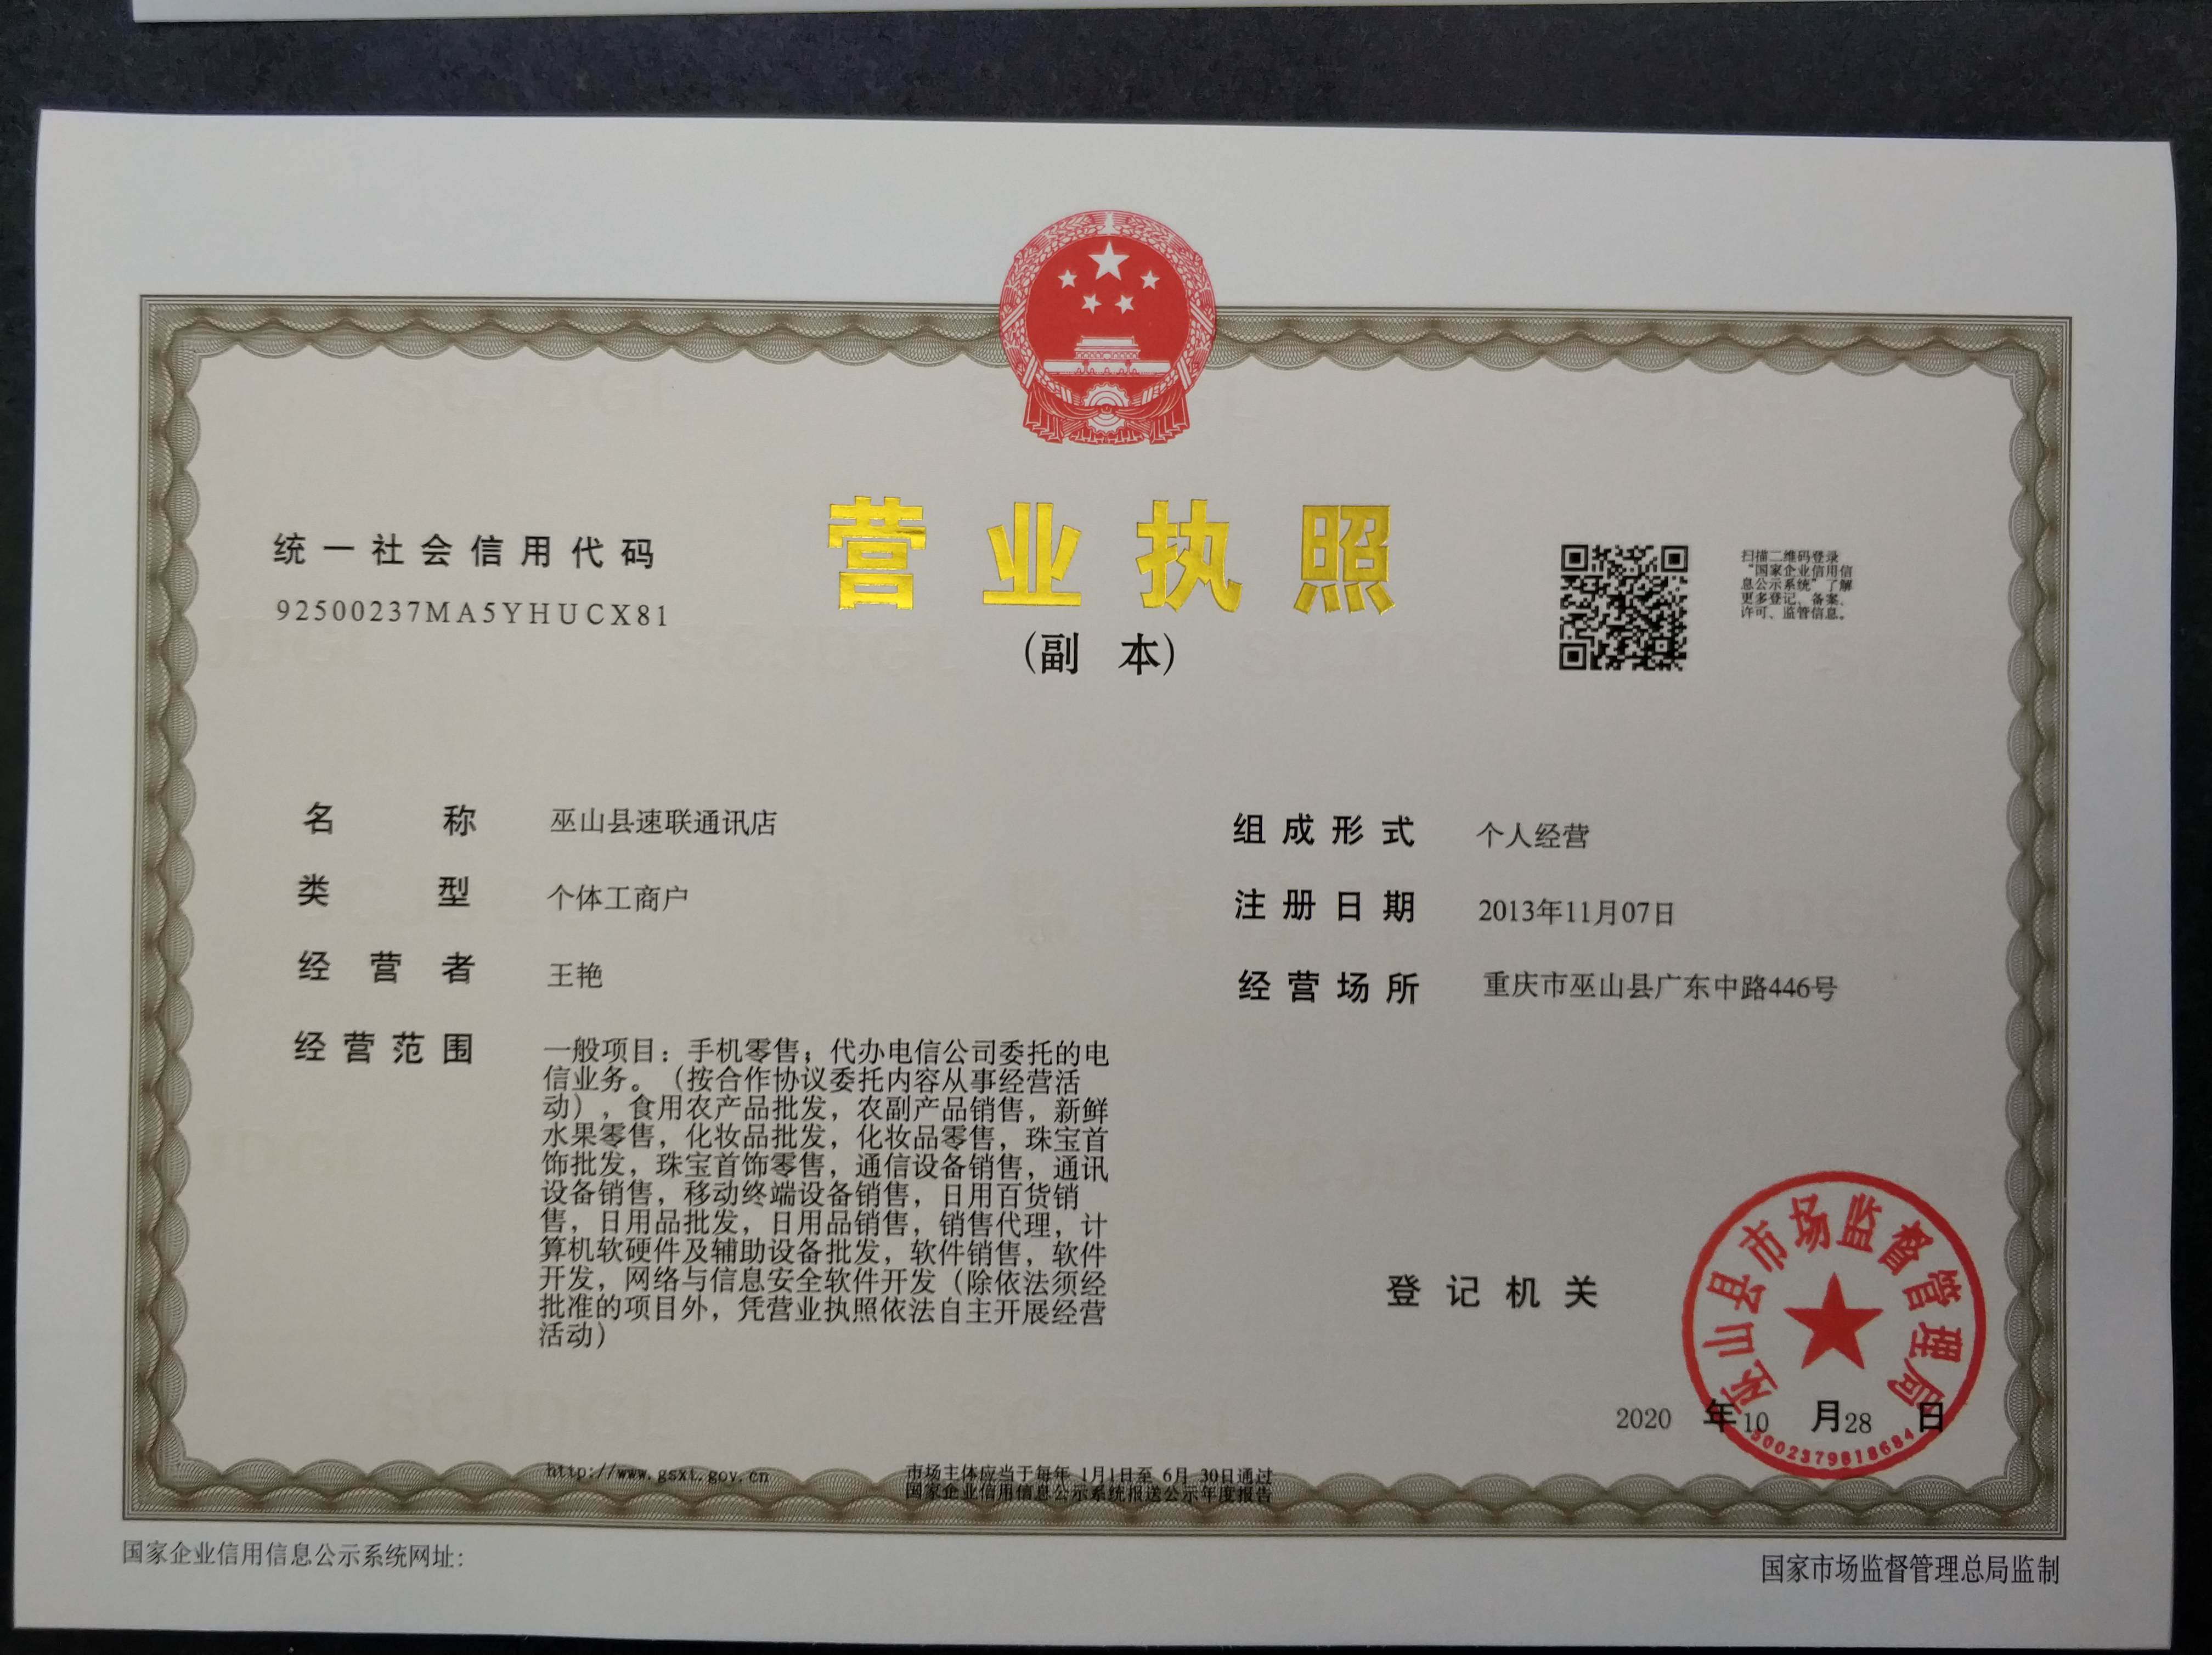 营业执照
(副 本)
统一社会信用代码
92500237MA5YHUCX81
扫描二维码登录
“国家企业信用信
息公示系统”了解
更多登记、备案、
许可、监管信息。
名 称 巫山县速联通讯店
类 型 个体工商户
经 营 者 王艳
经 营 范 围 一般项目：手机零售；代办电信公司委托的电
信业务。（按合作协议委托内容从事经营活
动），食用农产品批发，农副产品销售，新鲜
水果零售，化妆品批发，化妆品零售，珠宝首
饰批发，珠宝首饰零售，通信设备销售，通讯
设备销售，移动终端设备销售，日用百货销
售，日用品批发，日用品销售，销售代理，计
算机软硬件及辅助设备批发，软件销售，软件
开发，网络与信息安全软件开发（除依法须经
批准的项目外，凭营业执照依法自主开展经营
活动）
组 成 形 式 个人经营
注 册 日 期 2013年11月07日
经 营 场 所 重庆市巫山县广东中路446号
登 记 机 关
巫山县市场监督管理局
5002379818684
2020 年10 月28 日
http://www.gsxt.gov.cn
市场主体应当于每年 1月1日至 6月 30日通过
国家企业信用信息公示系统报送公示年度报告
国家企业信用信息公示系统网址：
国家市场监督管理总局监制